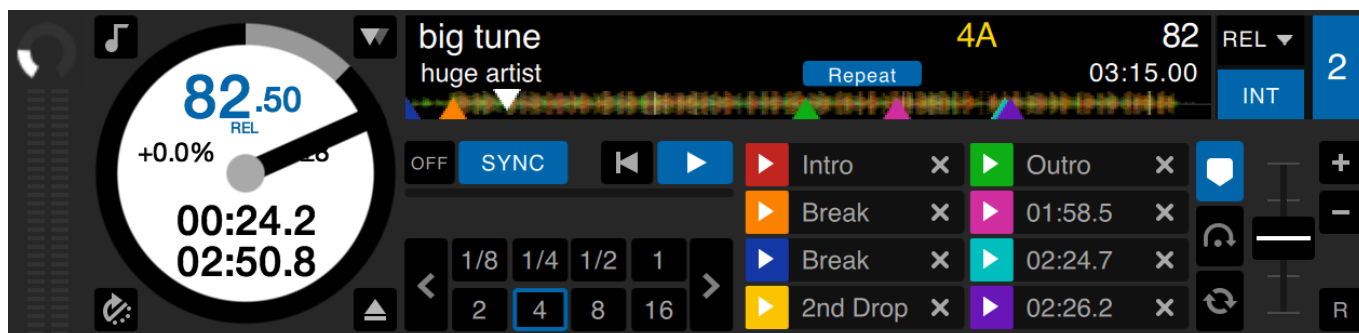 big tune 4A 82 REL
huge artist Repeat 03:15.00 INT 2
82.50
REL
+0.0%
00:24.2
02:50.8
OFF SYNC
1/8 1/4 1/2 1
2 4 8 16
Intro Outro
Break 01:58.5
Break 02:24.7
2nd Drop 02:26.2
+
−
R